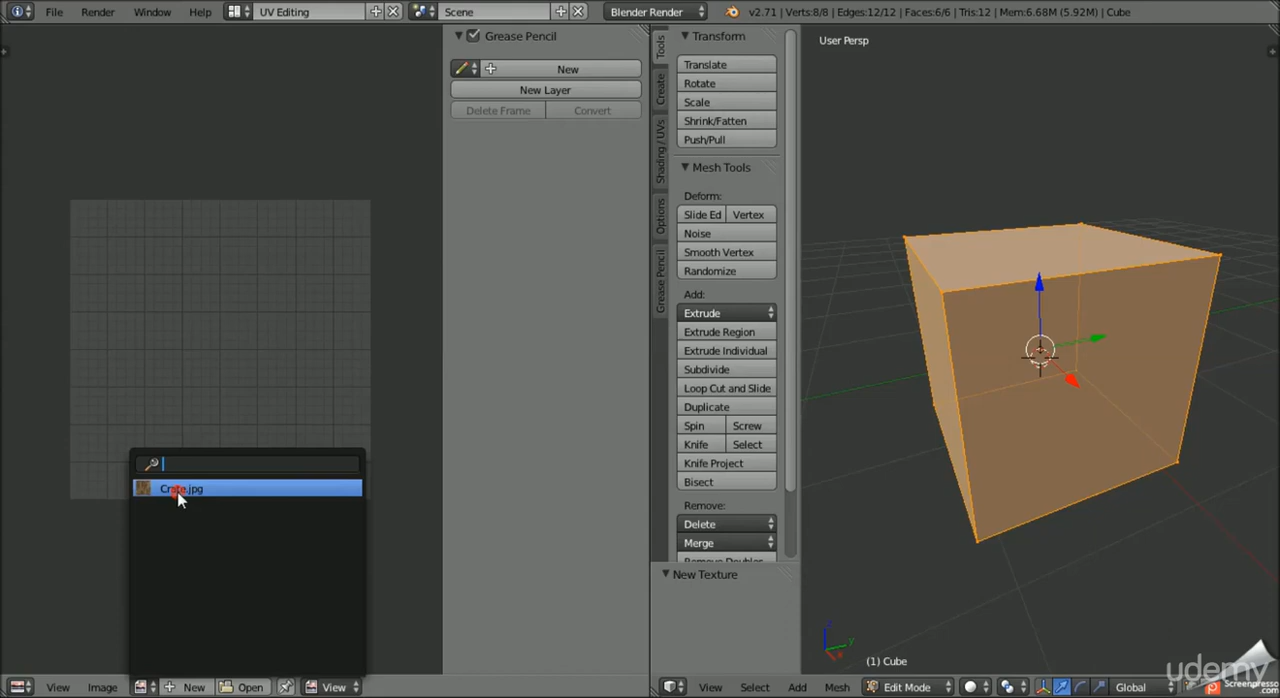 File Render Window Help UV Editing Scene Blender Render v2.71 | Verts:8/8 | Edges:12/12 | Faces:6/6 | Tris:12 | Mem:6.68M (5.92M) | Cube
Grease Pencil
New
New Layer
Delete Frame Convert
Tools
Create
Shading / UVs
Options
Grease Pencil
Transform
Translate
Rotate
Scale
Shrink/Fatten
Push/Pull
Mesh Tools
Deform:
Slide Ed Vertex
Noise
Smooth Vertex
Randomize
Add:
Extrude
Extrude Region
Extrude Individual
Subdivide
Loop Cut and Slide
Duplicate
Spin Screw
Knife Select
Knife Project
Bisect
Remove:
Delete
Merge
Remove Doubles
New Texture
User Persp
z
y
x
(1) Cube
Crate.jpg
View Image New Open View
View Select Add Mesh Edit Mode Global
udemy
Screenpresso